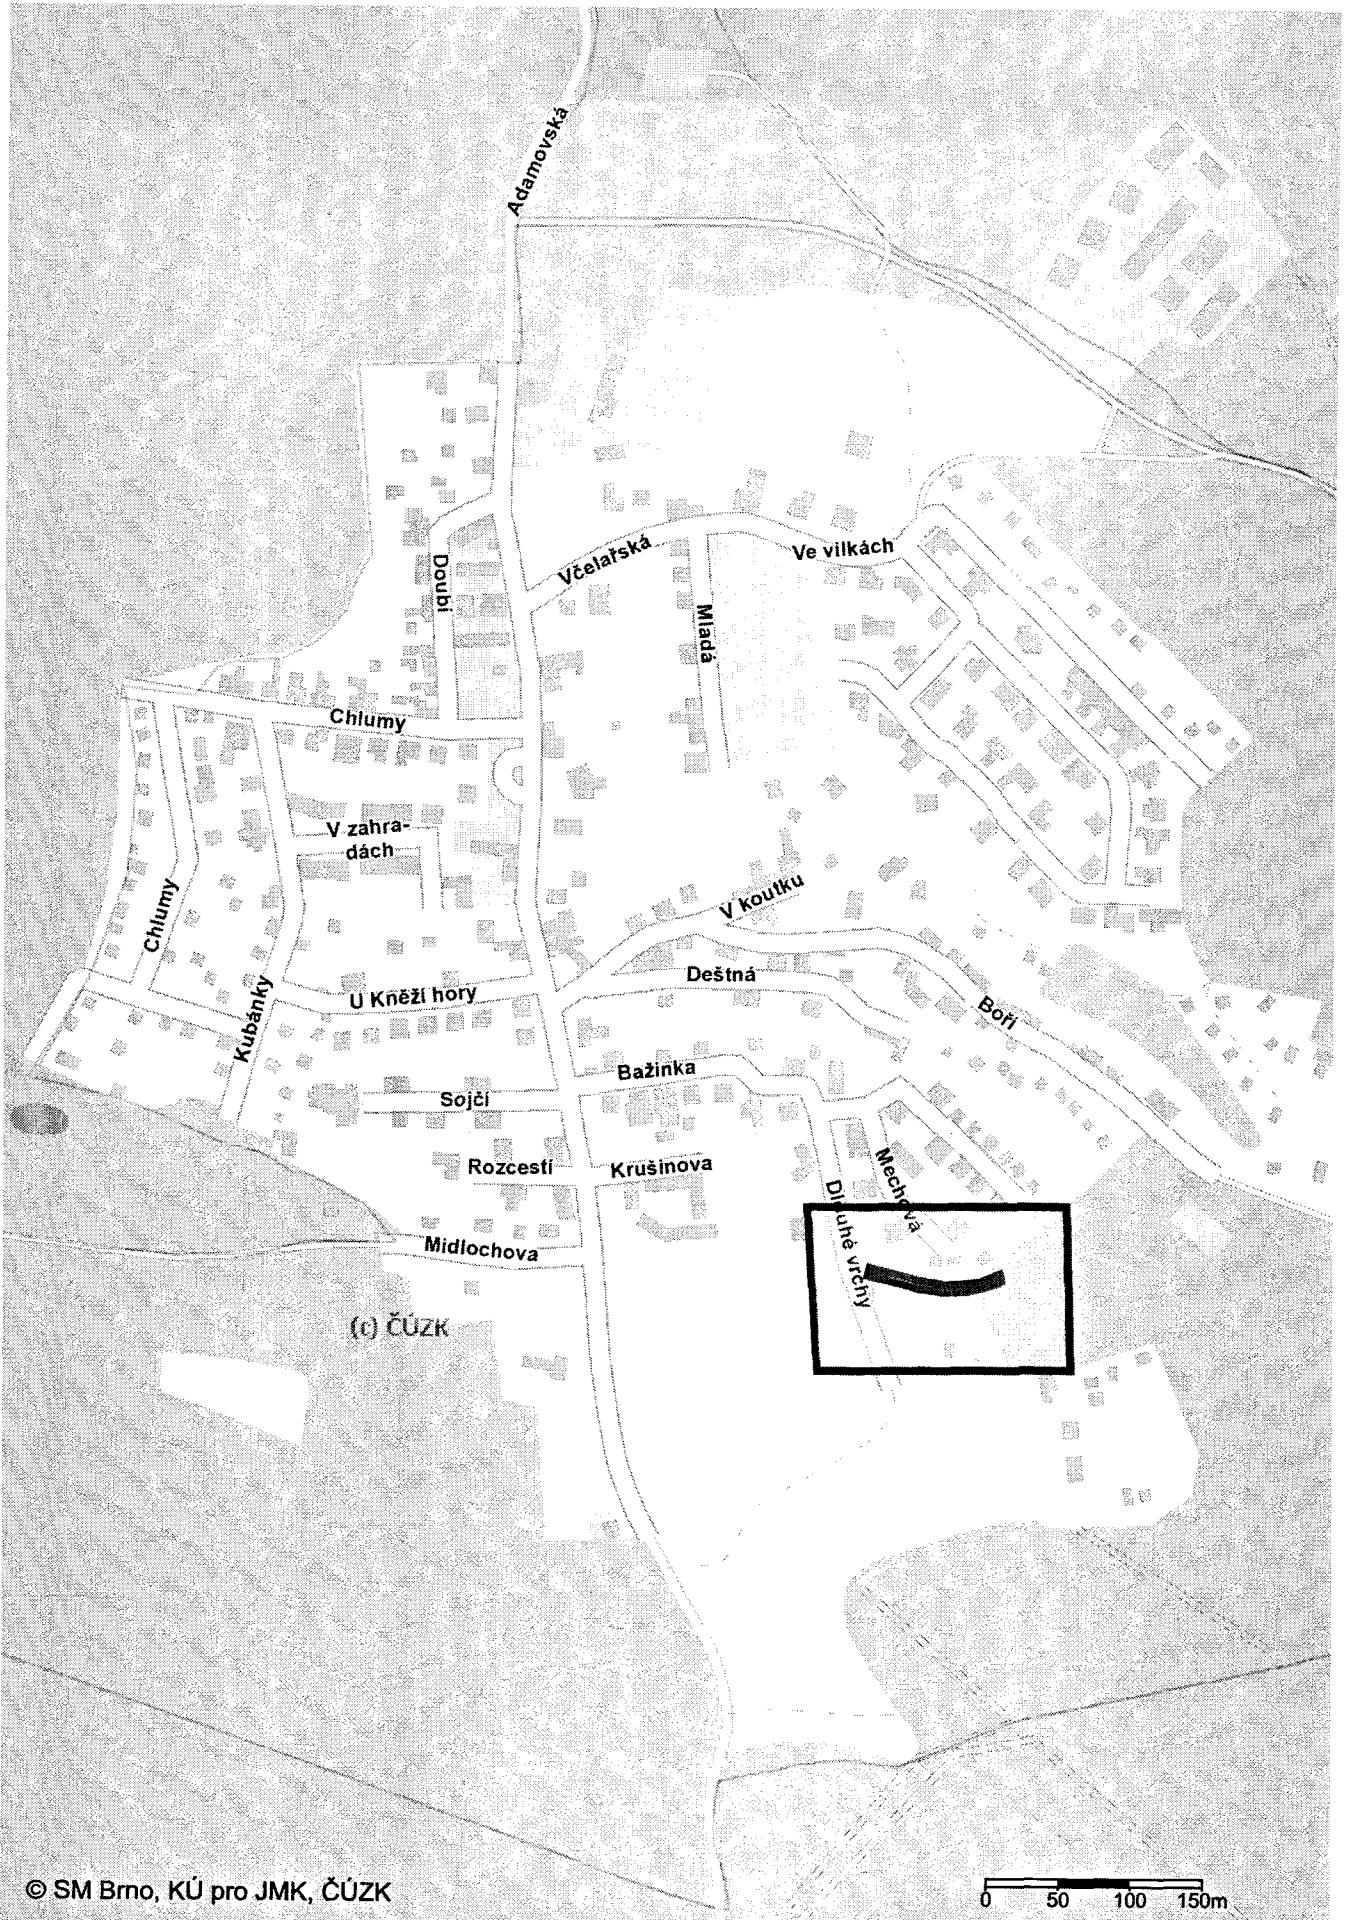 Adamovská
Včelařská
Ve vilkách
Doubí
Mladá
Chlumy
V zahra-
dách
Chlumy
V koutku
Kubánky
U Kněží hory
Deštná
Boří
Bažinka
Sojčí
Rozcestí
Krušinova
Mechová
Dlouhé vrchy
Midlochova
(c) ČÚZK
© SM Brno, KÚ pro JMK, ČÚZK
0 50 100 150m